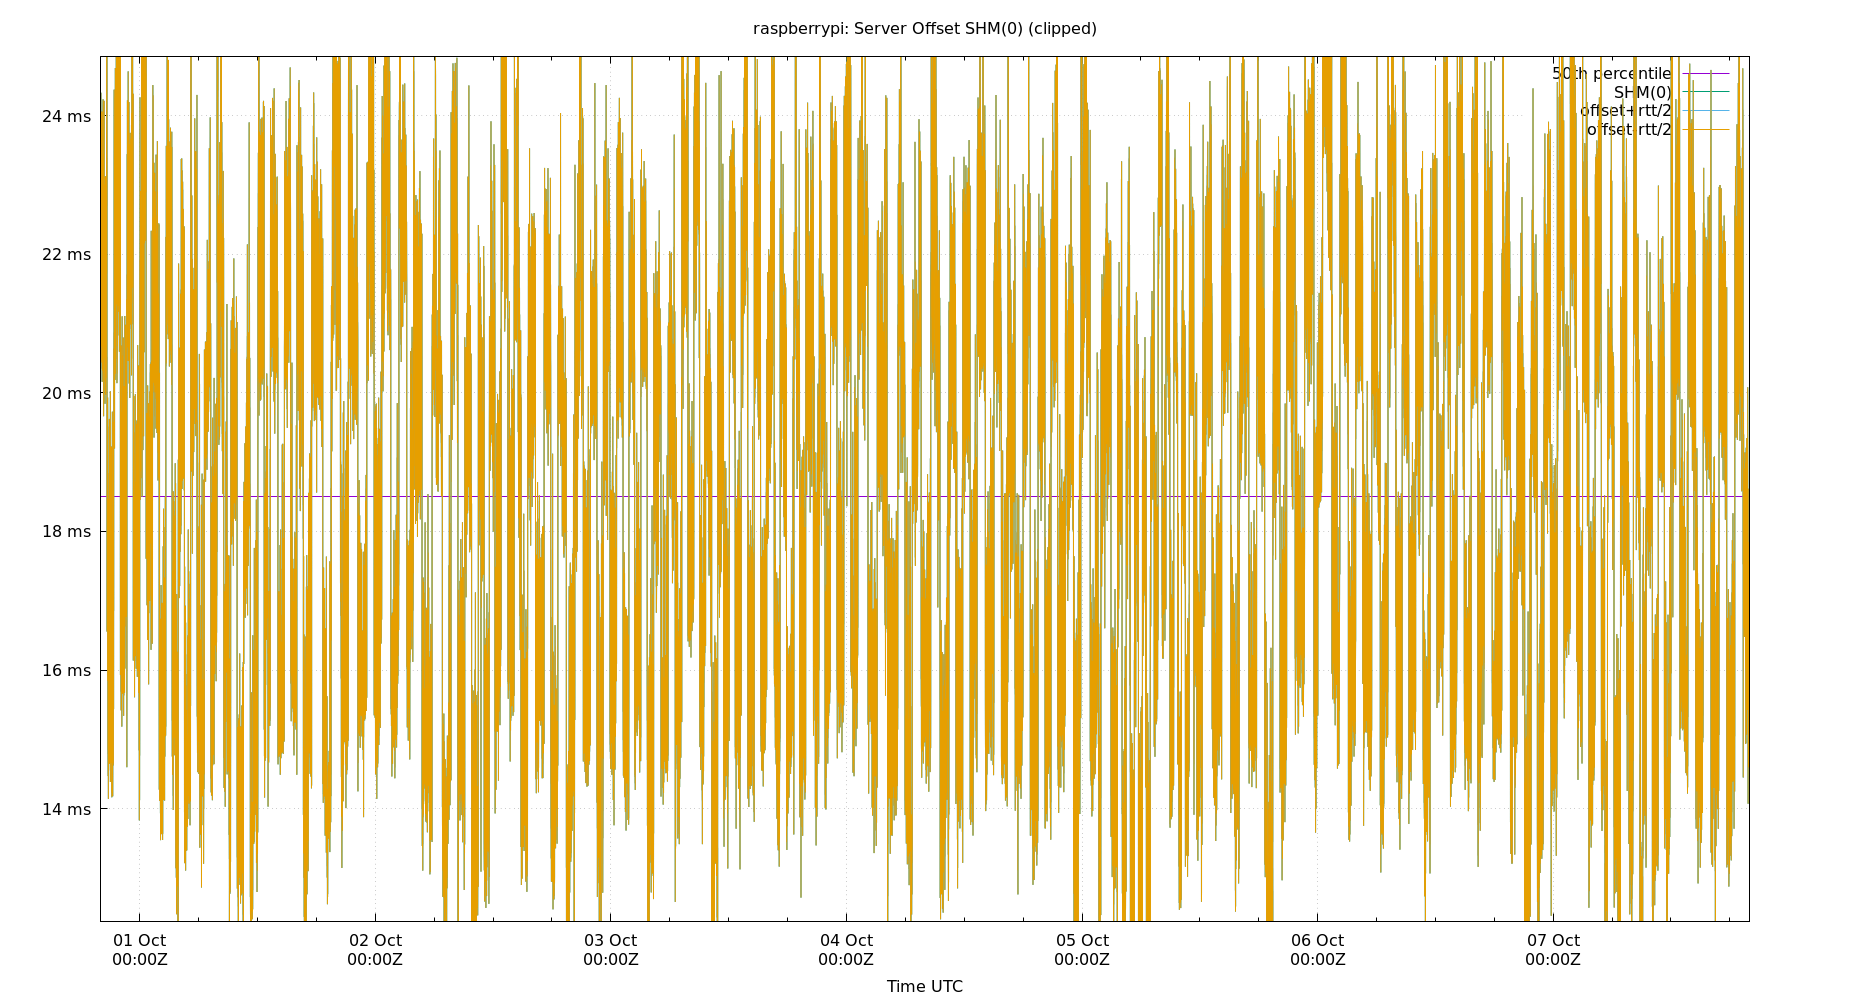 raspberrypi: Server Offset SHM(0) (clipped)
50th percentile
SHM(0)
offset+rtt/2
offset-rtt/2
24 ms
22 ms
20 ms
18 ms
16 ms
14 ms
01 Oct
00:00Z
02 Oct
00:00Z
03 Oct
00:00Z
04 Oct
00:00Z
05 Oct
00:00Z
06 Oct
00:00Z
07 Oct
00:00Z
Time UTC